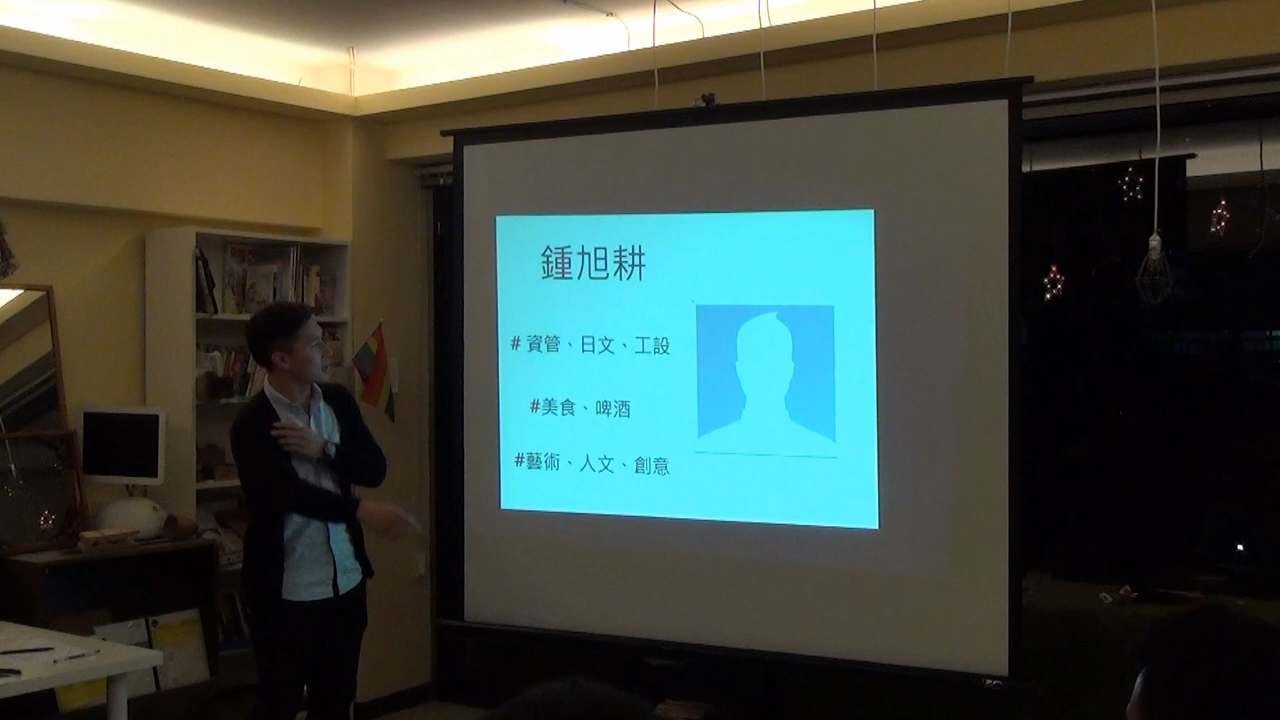 鍾旭耕
# 資管、日文、工設
#美食、啤酒
#藝術、人文、創意